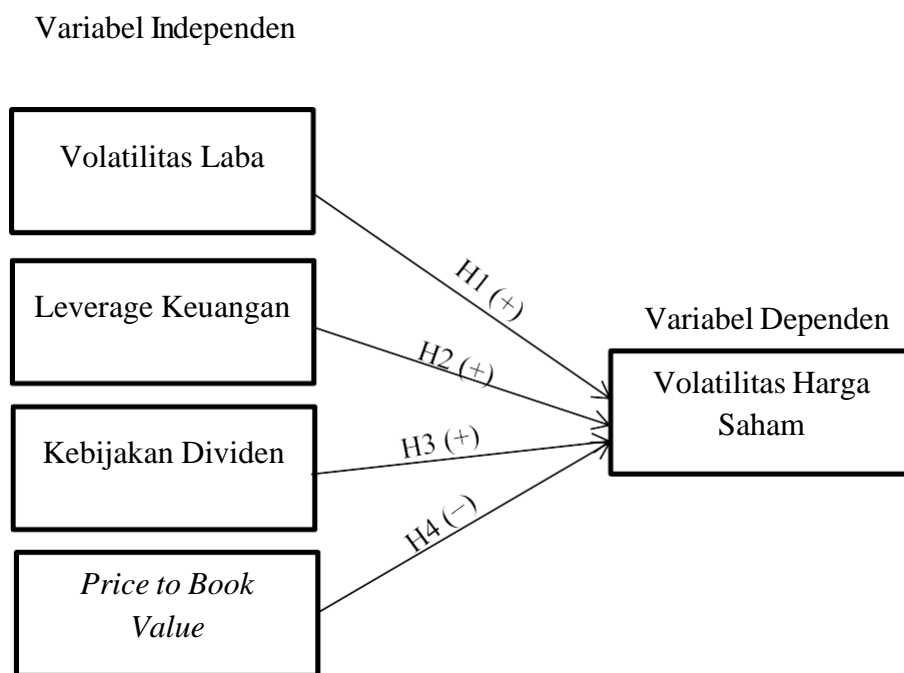 Variabel Independen
Volatilitas Laba
H1 (+)
Leverage Keuangan
H2 (+)
Kebijakan Dividen
H3 (+)
Price to Book
Value
H4 (−)
Variabel Dependen
Volatilitas Harga
Saham